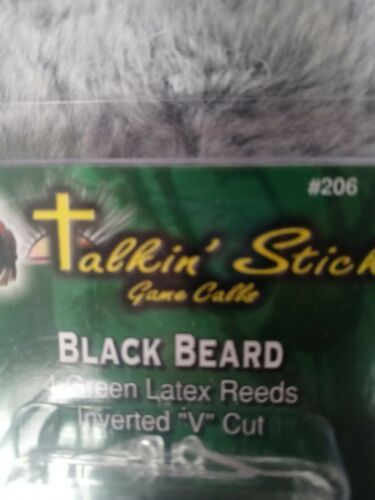 #206
Talkin' Stick
Game Calls
BLACK BEARD
4 Green Latex Reeds
Inverted "V" Cut